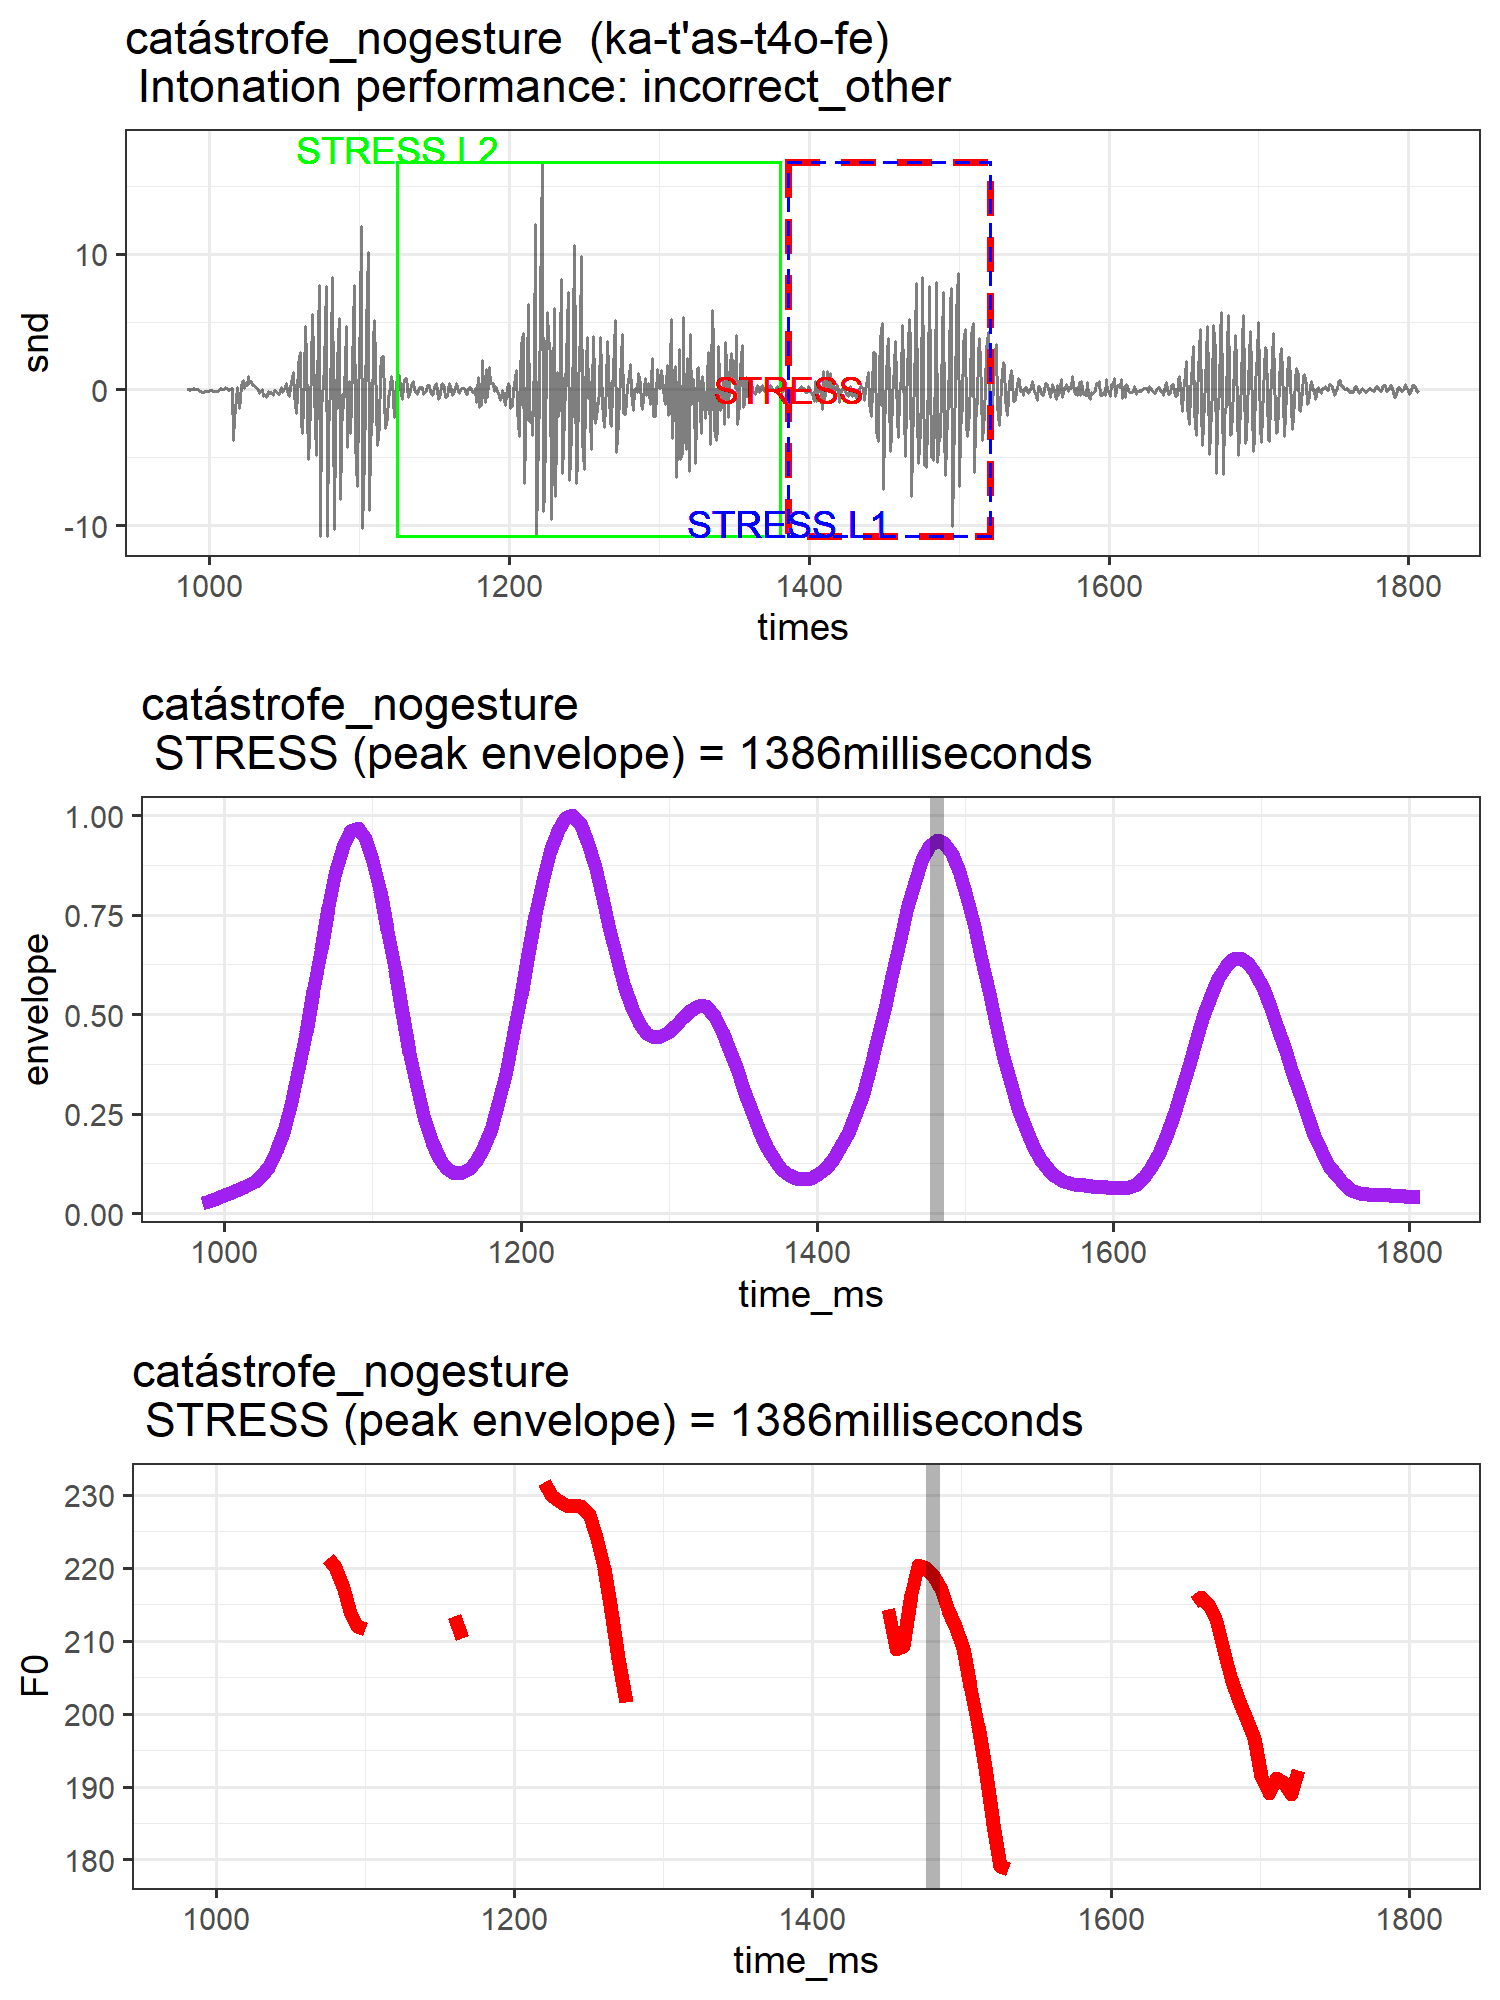 catástrofe_nogesture  (ka-t'as-t4o-fe)
Intonation performance: incorrect_other
STRESS L2
10
STRESS
0
snd
STRESS L1
-10
1000 1200 1400 1600 1800
times
catástrofe_nogesture
STRESS (peak envelope) = 1386milliseconds
1.00
0.75
envelope
0.50
0.25
0.00
1000 1200 1400 1600 1800
time_ms
catástrofe_nogesture
STRESS (peak envelope) = 1386milliseconds
230
220
210
F0
200
190
180
1000 1200 1400 1600 1800
time_ms